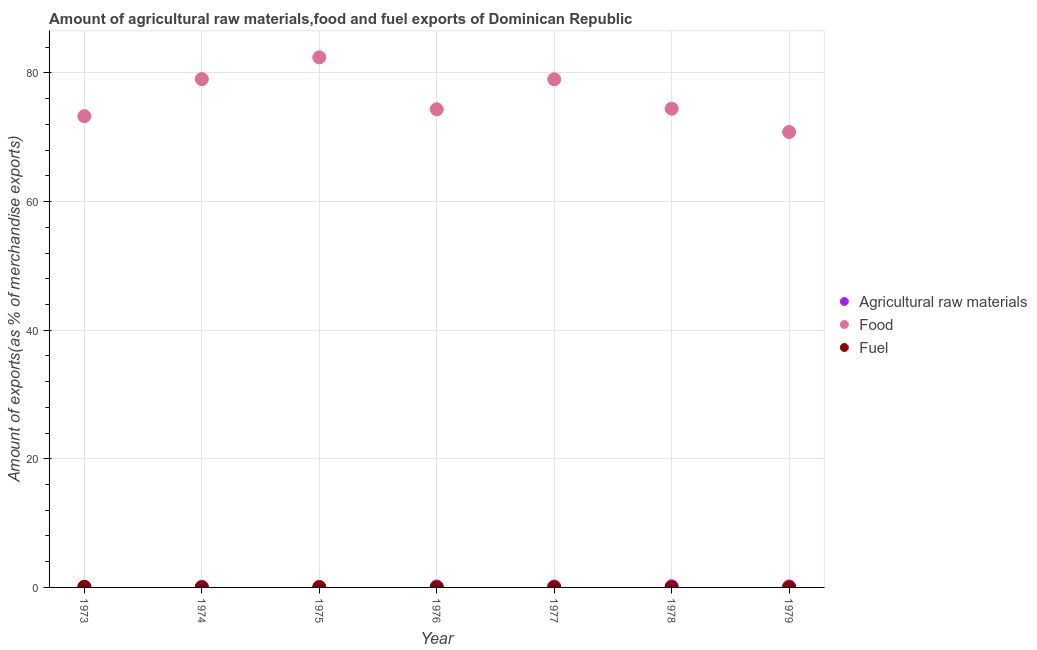 Amount of agricultural raw materials,food and fuel exports of Dominican Republic
Amount of exports(as % of merchandise exports)
80
60
40
20
0
1973
1974
1975
1976
1977
1978
1979
Year
Agricultural raw materials
Food
Fuel